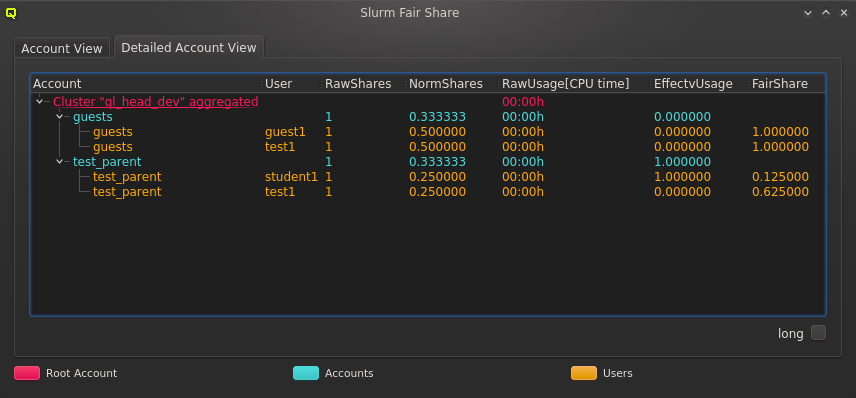 Slurm Fair Share
Account View Detailed Account View
Account User RawShares NormShares RawUsage[CPU time] EffectvUsage FairShare
Cluster "ql_head_dev" aggregated 00:00h
guests 1 0.333333 00:00h 0.000000
guests guest1 1 0.500000 00:00h 0.000000 1.000000
guests test1 1 0.500000 00:00h 0.000000 1.000000
test_parent 1 0.333333 00:00h 1.000000
test_parent student1 1 0.250000 00:00h 1.000000 0.125000
test_parent test1 1 0.250000 00:00h 0.000000 0.625000
long
Root Account Accounts Users